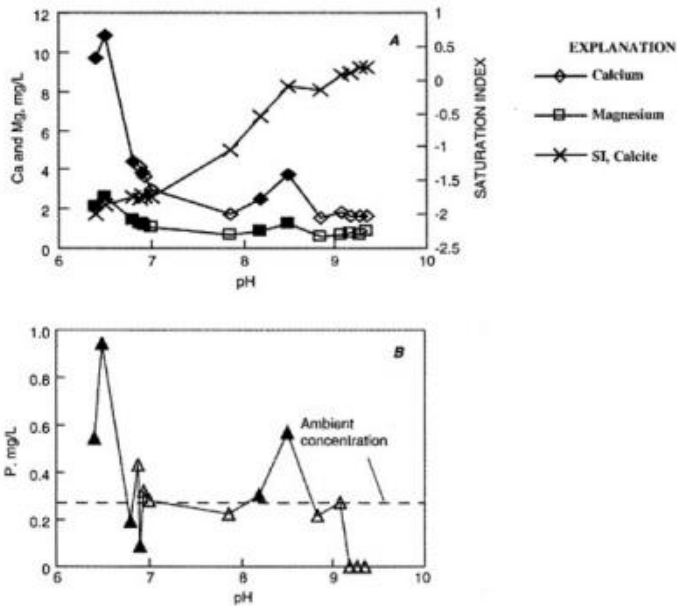 A
12
10
8
6
4
2
0
Ca and Mg, mg/L
1
0.5
0
-0.5
-1
-1.5
-2
-2.5
SATURATION INDEX
6 7 8 9 10
pH
EXPLANATION
Calcium
Magnesium
SI, Calcite
B
1.0
0.8
0.6
0.4
0.2
0
P, mg/L
Ambient
concentration
6 7 8 9 10
pH